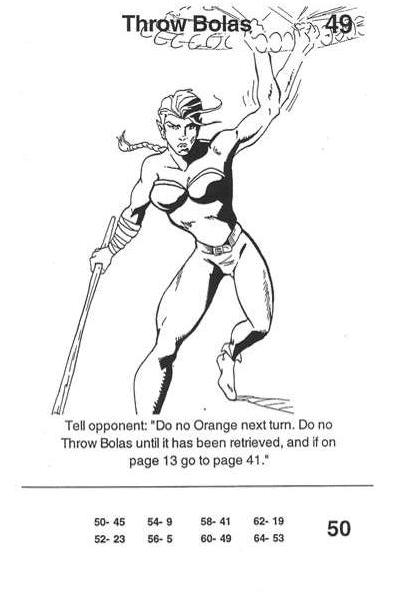 Throw Bolas 49
Tell opponent: "Do no Orange next turn. Do no
Throw Bolas until it has been retrieved, and if on
page 13 go to page 41."
50- 45 54- 9 58- 41 62- 19
52- 23 56- 5 60- 49 64- 53
50